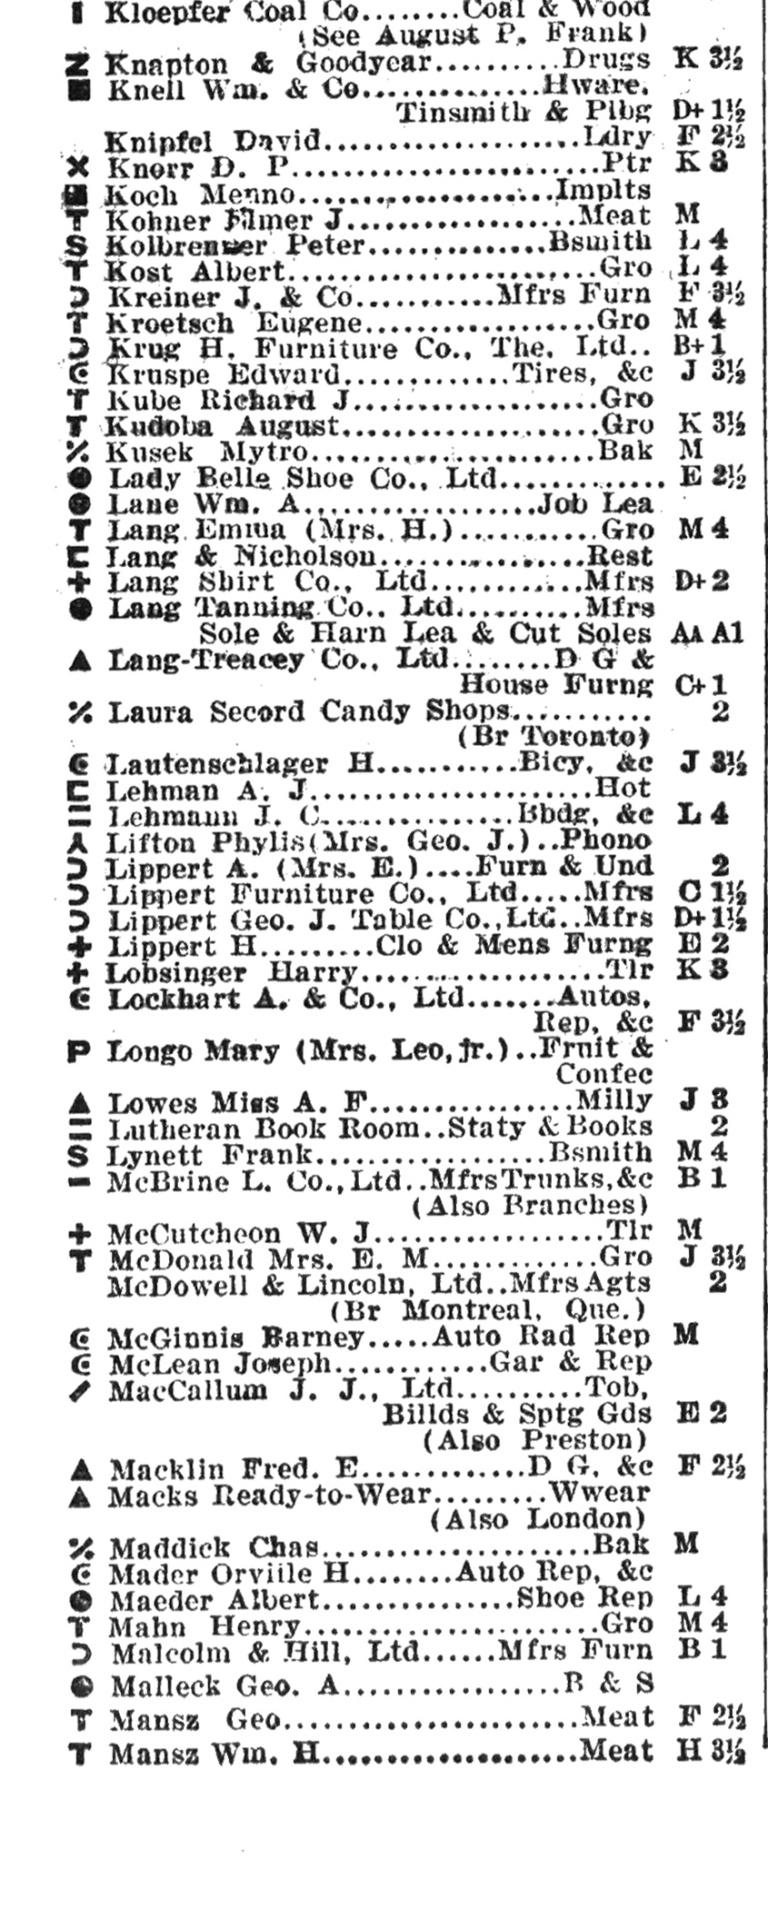 Kloepfer Coal Co........Coal & Wood
(See August P. Frank)
Z Knapton & Goodyear..........Drugs K 3½
■ Knell Wm. & Co...............Hware,
Tinsmith & Plbg D+ 1½
Knipfel David.....................Ldry F 2½
✕ Knorr D. P.........................Ptr K 3
Koch Menno......................Implts
T Kohner Elmer J..................Meat M
S Kolbrenner Peter..............Bsmith L 4
T Kost Albert...........................Gro L 4
Ɔ Kreiner J. & Co...........Mfrs Furn F 3½
T Kroetsch Eugene..................Gro M 4
Ɔ Krug H. Furniture Co., The, Ltd.. B+ 1
Є Kruspe Edward.............Tires, &c J 3½
T Kube Richard J...................Gro
T Kudoba August....................Gro K 3½
⁒ Kusek Mytro......................Bak M
● Lady Belle Shoe Co., Ltd............. E 2½
● Lane Wm. A...................Job Lea
T Lang Emma (Mrs. H.)...........Gro M 4
⊏ Lang & Nicholson................Rest
+ Lang Shirt Co., Ltd............Mfrs D+ 2
● Lang Tanning Co., Ltd..........Mfrs
Sole & Harn Lea & Cut Soles AA A1
▲ Lang-Treacey Co., Ltd........D G &
House Furng C+ 1
⁒ Laura Secord Candy Shops........... 2
(Br Toronto)
Є Lautenschlager H...........Bicy, &c J 3½
⊏ Lehman A. J......................Hot
= Lehmann J. C...............Bbdg, &c L 4
⅄ Lifton Phylis(Mrs. Geo. J.)..Phono
Ɔ Lippert A. (Mrs. E.)....Furn & Und 2
Ɔ Lippert Furniture Co., Ltd.....Mfrs C 1½
Ɔ Lippert Geo. J. Table Co.,Ltd..Mfrs D+ 1½
+ Lippert H.........Clo & Mens Furng E 2
+ Lobsinger Harry...................Tlr K 3
Є Lockhart A. & Co., Ltd.......Autos,
Rep, &c F 3½
P Longo Mary (Mrs. Leo, jr.)..Fruit &
Confec
▲ Lowes Miss A. F................Milly J 3
= Lutheran Book Room..Staty & Books 2
S Lynett Frank..................Bsmith M 4
- McBrine L. Co.,Ltd..MfrsTrunks,&c B 1
(Also Branches)
+ McCutcheon W. J..................Tlr M
T McDonald Mrs. E. M.............Gro J 3½
McDowell & Lincoln, Ltd..MfrsAgts 2
(Br Montreal, Que.)
Є McGinnis Barney.....Auto Rad Rep M
Є McLean Joseph............Gar & Rep
/ MacCallum J. J., Ltd..........Tob,
Billds & Sptg Gds E 2
(Also Preston)
▲ Macklin Fred. E.............D G, &c F 2½
▲ Macks Ready-to-Wear.........Wwear
(Also London)
⁒ Maddick Chas.....................Bak M
Є Mader Orville H........Auto Rep, &c
● Maeder Albert...............Shoe Rep L 4
T Mahn Henry.......................Gro M 4
Ɔ Malcolm & Hill, Ltd......Mfrs Furn B 1
● Malleck Geo. A.................B & S
T Mansz Geo.......................Meat F 2½
T Mansz Wm. H....................Meat H 3½